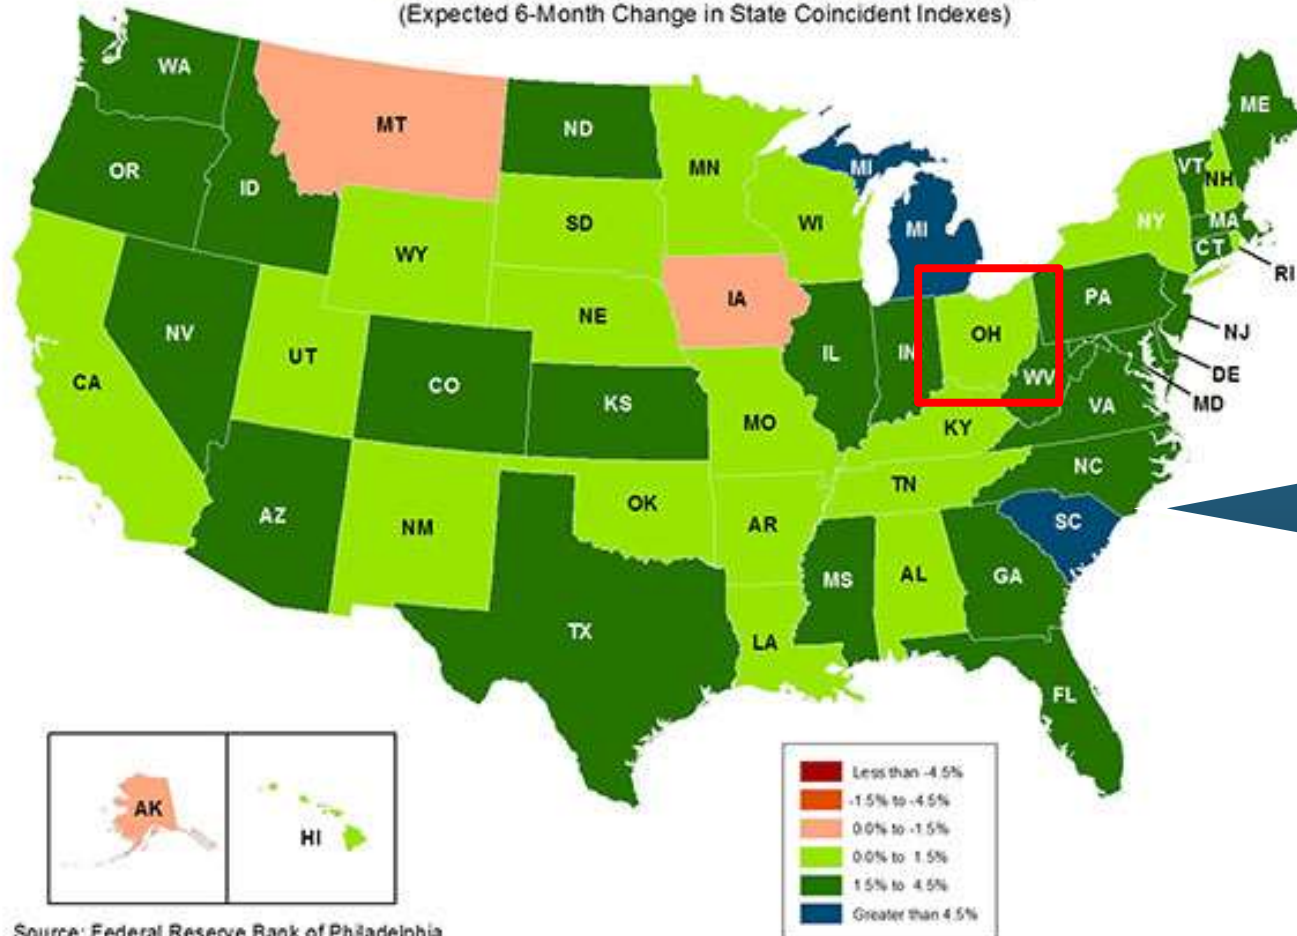 (Expected 6-Month Change in State Coincident Indexes)
WA
MT
ND
ME
OR
ID
MN
MI
VT
NH
SD
WI
MI
NY
MA
WY
CT
RI
IA
PA
NE
OH
NJ
NV
UT
IL
IN
DE
CA
CO
WV
MD
KS
VA
MO
KY
NC
TN
OK
AZ
NM
AR
SC
MS
AL
GA
TX
LA
FL
AK
HI
Less than -4.5%
-1.5% to -4.5%
0.0% to -1.5%
0.0% to 1.5%
1.5% to 4.5%
Greater than 4.5%
Source: Federal Reserve Bank of Philadelphia